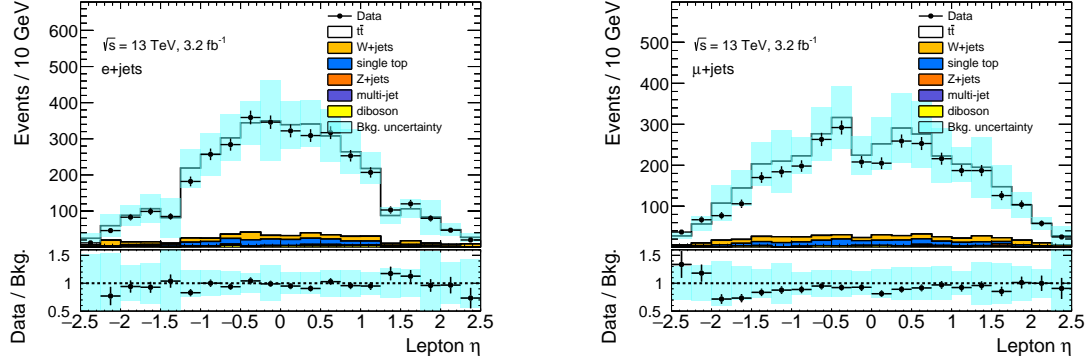 Events / 10 GeV
600
500
400
300
200
100
√s = 13 TeV, 3.2 fb⁻¹
e+jets
Data
tt̄
W+jets
single top
Z+jets
multi-jet
diboson
Bkg. uncertainty
Data / Bkg.
1.5
1
0.5
−2.5 −2 −1.5 −1 −0.5 0 0.5 1 1.5 2 2.5
Lepton η
Events / 10 GeV
500
400
300
200
100
√s = 13 TeV, 3.2 fb⁻¹
μ+jets
Data
tt̄
W+jets
single top
Z+jets
multi-jet
diboson
Bkg. uncertainty
Data / Bkg.
1.5
1
0.5
−2.5 −2 −1.5 −1 −0.5 0 0.5 1 1.5 2 2.5
Lepton η